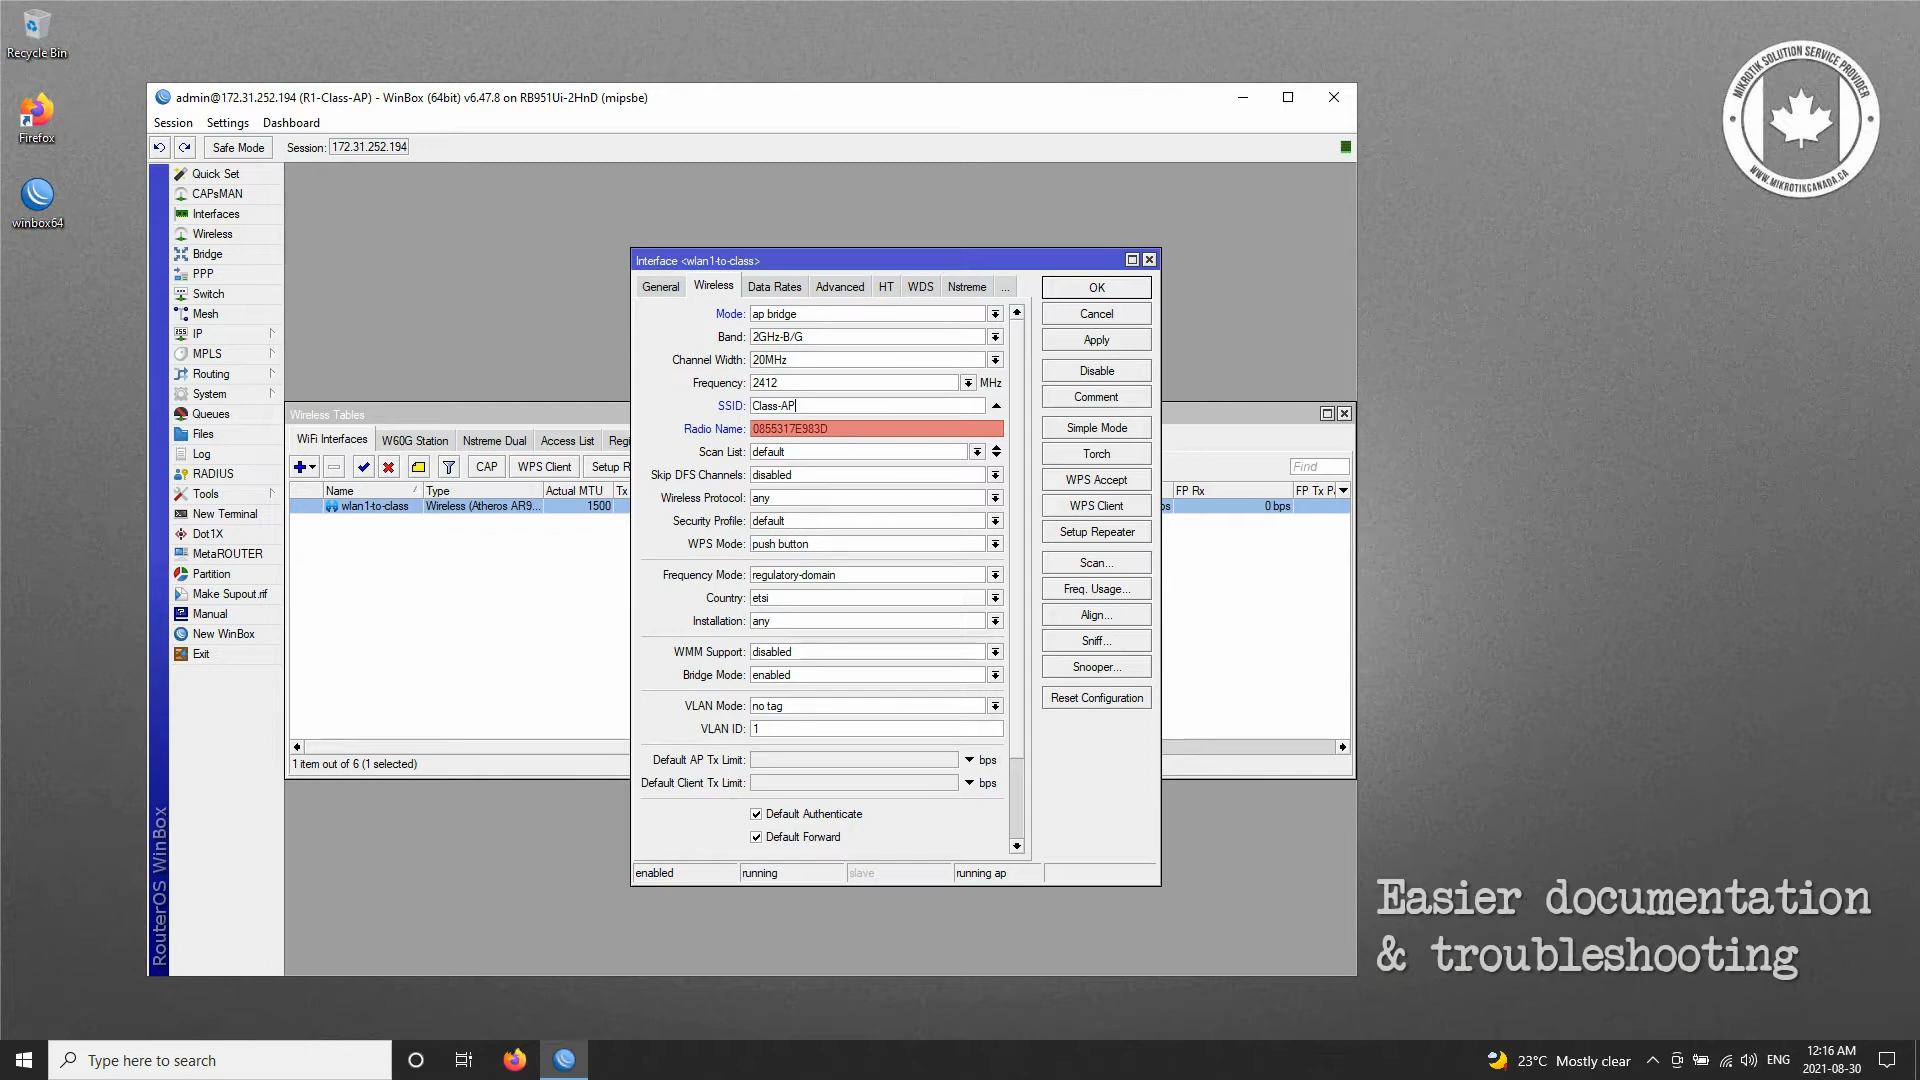 Recycle Bin
Firefox
winbox64
MIKROTIK SOLUTION SERVICE PROVIDER
WWW.MIKROTIKCANADA.CA
admin@172.31.252.194 (R1-Class-AP) - WinBox (64bit) v6.47.8 on RB951Ui-2HnD (mipsbe)
Session Settings Dashboard
Safe Mode Session: 172.31.252.194
Quick Set
CAPsMAN
Interfaces
Wireless
Bridge
PPP
Switch
Mesh
IP
MPLS
Routing
System
Queues
Files
Log
RADIUS
Tools
New Terminal
Dot1X
MetaROUTER
Partition
Make Supout.rif
Manual
New WinBox
Exit
RouterOS WinBox
Wireless Tables
WiFi Interfaces W60G Station Nstreme Dual Access List Regi
CAP WPS Client Setup R Find
Name Type Actual MTU Tx FP Rx FP Tx P
wlan1-to-class Wireless (Atheros AR9... 1500 ps 0 bps
1 item out of 6 (1 selected)
Interface <wlan1-to-class>
General Wireless Data Rates Advanced HT WDS Nstreme ...
Mode: ap bridge
Band: 2GHz-B/G
Channel Width: 20MHz
Frequency: 2412 MHz
SSID: Class-AP
Radio Name: 0855317E983D
Scan List: default
Skip DFS Channels: disabled
Wireless Protocol: any
Security Profile: default
WPS Mode: push button
Frequency Mode: regulatory-domain
Country: etsi
Installation: any
WMM Support: disabled
Bridge Mode: enabled
VLAN Mode: no tag
VLAN ID: 1
Default AP Tx Limit: bps
Default Client Tx Limit: bps
Default Authenticate
Default Forward
enabled running slave running ap
OK
Cancel
Apply
Disable
Comment
Simple Mode
Torch
WPS Accept
WPS Client
Setup Repeater
Scan...
Freq. Usage...
Align...
Sniff...
Snooper...
Reset Configuration
Easier documentation
& troubleshooting
Type here to search
23°C Mostly clear ENG
12:16 AM
2021-08-30